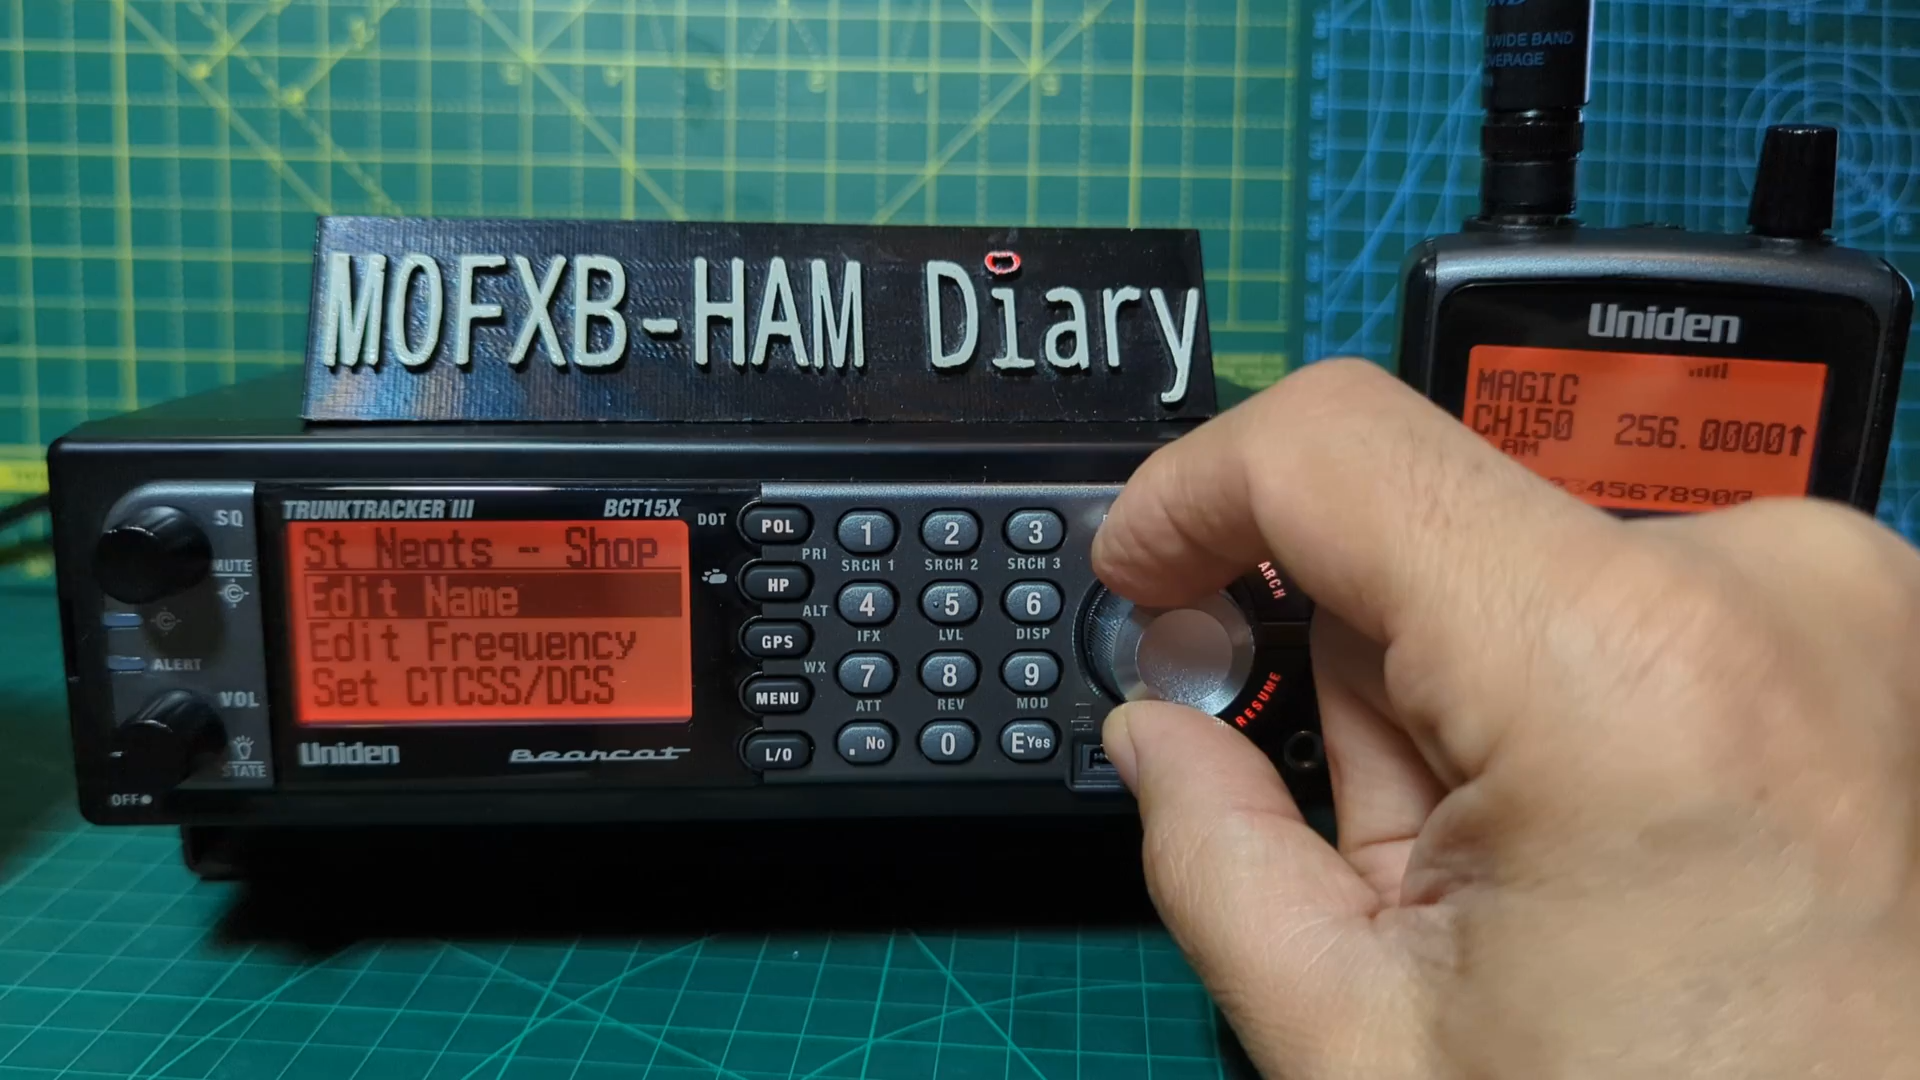 WIDE BAND
MOFXB-HAM Diary
Uniden
MAGIC
CH150 256.0000↑
AM
34567890
TRUNKTRACKER III BCT15X
St Neots - Shop
Edit Name
Edit Frequency
Set CTCSS/DCS
Uniden Bearcat
SQ
MUTE
ALERT
VOL
STATE
OFF
DOT POL
PRI
HP
ALT
GPS
WX
MENU
L/O
1 2 3
SRCH 1 SRCH 2 SRCH 3
4 5 6
IFX LVL DISP
7 8 9
ATT REV MOD
. No 0 E Yes
RESUME